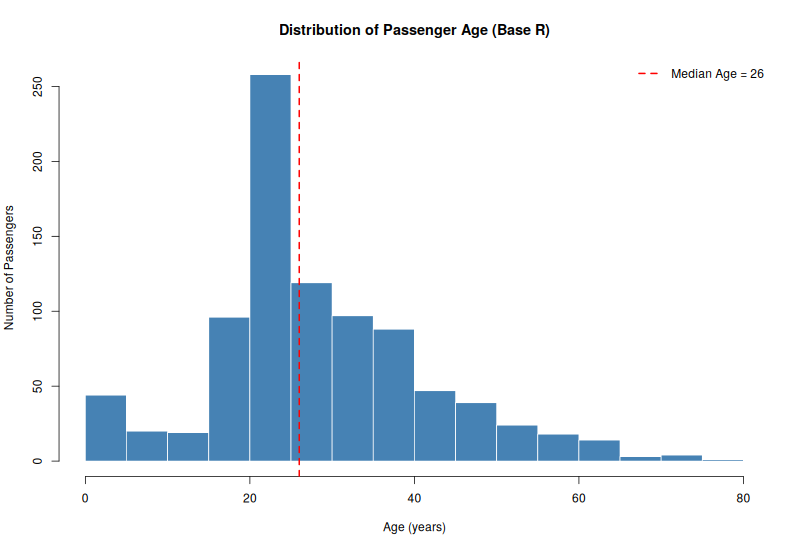 Distribution of Passenger Age (Base R)
Median Age = 26
Number of Passengers
250
200
150
100
50
0
0 20 40 60 80
Age (years)